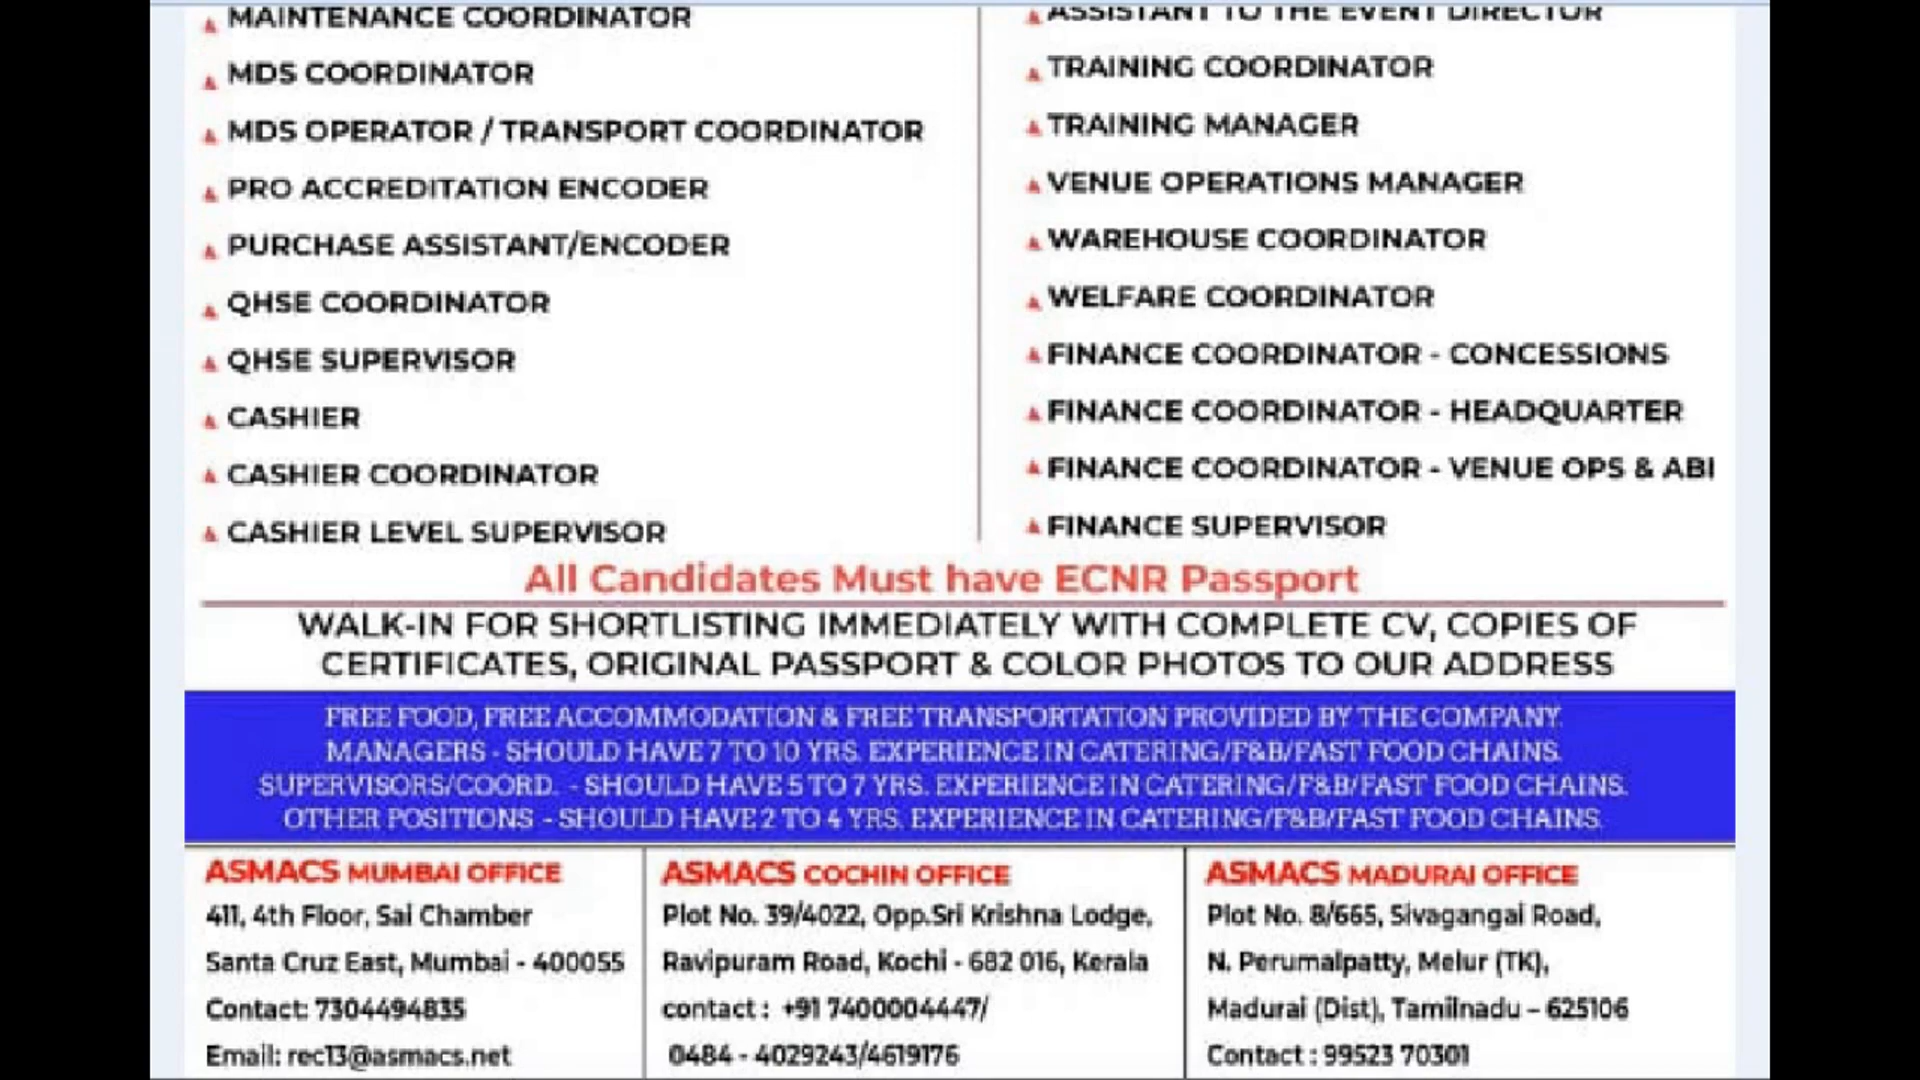 MAINTENANCE COORDINATOR
MDS COORDINATOR
MDS OPERATOR / TRANSPORT COORDINATOR
PRO ACCREDITATION ENCODER
PURCHASE ASSISTANT/ENCODER
QHSE COORDINATOR
QHSE SUPERVISOR
CASHIER
CASHIER COORDINATOR
CASHIER LEVEL SUPERVISOR
ASSISTANT TO THE EVENT DIRECTOR
TRAINING COORDINATOR
TRAINING MANAGER
VENUE OPERATIONS MANAGER
WAREHOUSE COORDINATOR
WELFARE COORDINATOR
FINANCE COORDINATOR - CONCESSIONS
FINANCE COORDINATOR - HEADQUARTER
FINANCE COORDINATOR - VENUE OPS & ABI
FINANCE SUPERVISOR
All Candidates Must have ECNR Passport
WALK-IN FOR SHORTLISTING IMMEDIATELY WITH COMPLETE CV, COPIES OF
CERTIFICATES, ORIGINAL PASSPORT & COLOR PHOTOS TO OUR ADDRESS
FREE FOOD, FREE ACCOMMODATION & FREE TRANSPORTATION PROVIDED BY THE COMPANY.
MANAGERS - SHOULD HAVE 7 TO 10 YRS. EXPERIENCE IN CATERING/F&B/FAST FOOD CHAINS.
SUPERVISORS/COORD. - SHOULD HAVE 5 TO 7 YRS. EXPERIENCE IN CATERING/F&B/FAST FOOD CHAINS.
OTHER POSITIONS - SHOULD HAVE 2 TO 4 YRS. EXPERIENCE IN CATERING/F&B/FAST FOOD CHAINS.
ASMACS MUMBAI OFFICE
411, 4th Floor, Sai Chamber
Santa Cruz East, Mumbai - 400055
Contact: 7304494835
Email: rec13@asmacs.net
ASMACS COCHIN OFFICE
Plot No. 39/4022, Opp.Sri Krishna Lodge,
Ravipuram Road, Kochi - 682 016, Kerala
contact : +91 7400004447/
0484 - 4029243/4619176
ASMACS MADURAI OFFICE
Plot No. 8/665, Sivagangai Road,
N. Perumalpatty, Melur (TK),
Madurai (Dist), Tamilnadu – 625106
Contact : 99523 70301